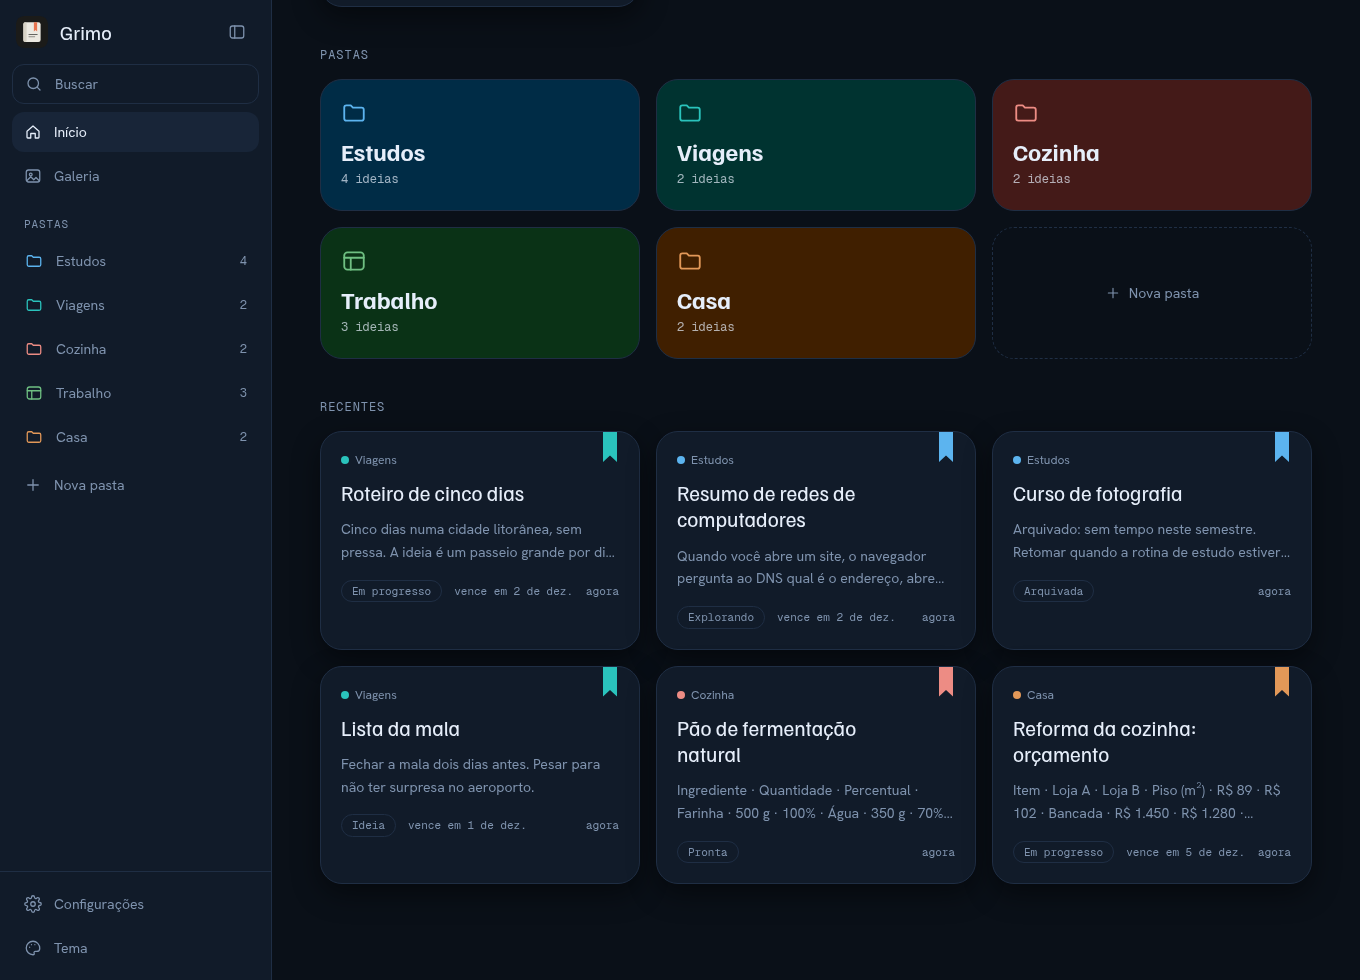 Grimo
Buscar
Início
Galeria
PASTAS
Estudos 4
Viagens 2
Cozinha 2
Trabalho 3
Casa 2
Nova pasta
Configurações
Tema
PASTAS
Estudos
4 ideias
Viagens
2 ideias
Cozinha
2 ideias
Trabalho
3 ideias
Casa
2 ideias
Nova pasta
RECENTES
Viagens
Roteiro de cinco dias
Cinco dias numa cidade litorânea, sem
pressa. A ideia é um passeio grande por di…
Em progresso vence em 2 de dez. agora
Estudos
Resumo de redes de
computadores
Quando você abre um site, o navegador
pergunta ao DNS qual é o endereço, abre…
Explorando vence em 2 de dez. agora
Estudos
Curso de fotografia
Arquivado: sem tempo neste semestre.
Retomar quando a rotina de estudo estiver…
Arquivada agora
Viagens
Lista da mala
Fechar a mala dois dias antes. Pesar para
não ter surpresa no aeroporto.
Ideia vence em 1 de dez. agora
Cozinha
Pão de fermentação
natural
Ingrediente · Quantidade · Percentual ·
Farinha · 500 g · 100% · Água · 350 g · 70%…
Pronta agora
Casa
Reforma da cozinha:
orçamento
Item · Loja A · Loja B · Piso (m²) · R$ 89 · R$
102 · Bancada · R$ 1.450 · R$ 1.280 ·…
Em progresso vence em 5 de dez. agora